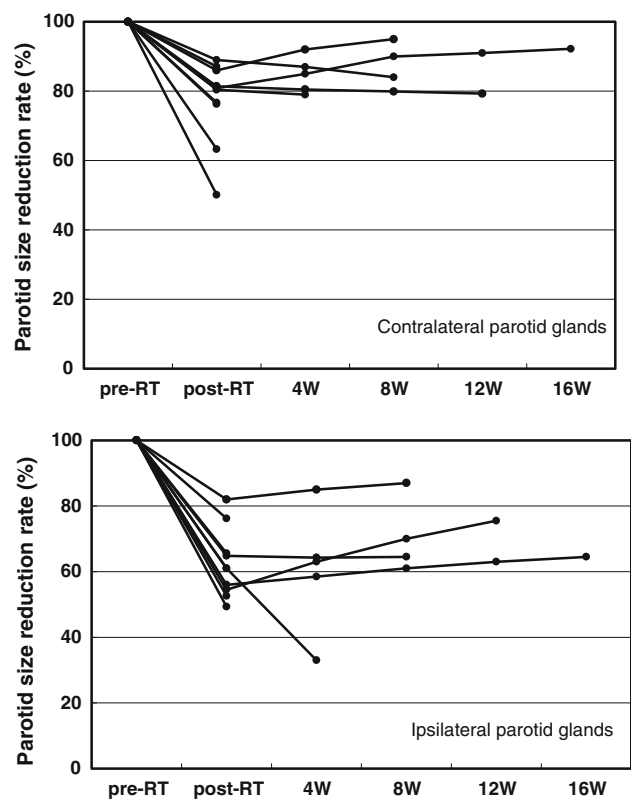 Parotid size reduction rate (%)
100
80
60
40
20
0
Contralateral parotid glands
pre-RT post-RT 4W 8W 12W 16W
Parotid size reduction rate (%)
100
80
60
40
20
0
Ipsilateral parotid glands
pre-RT post-RT 4W 8W 12W 16W